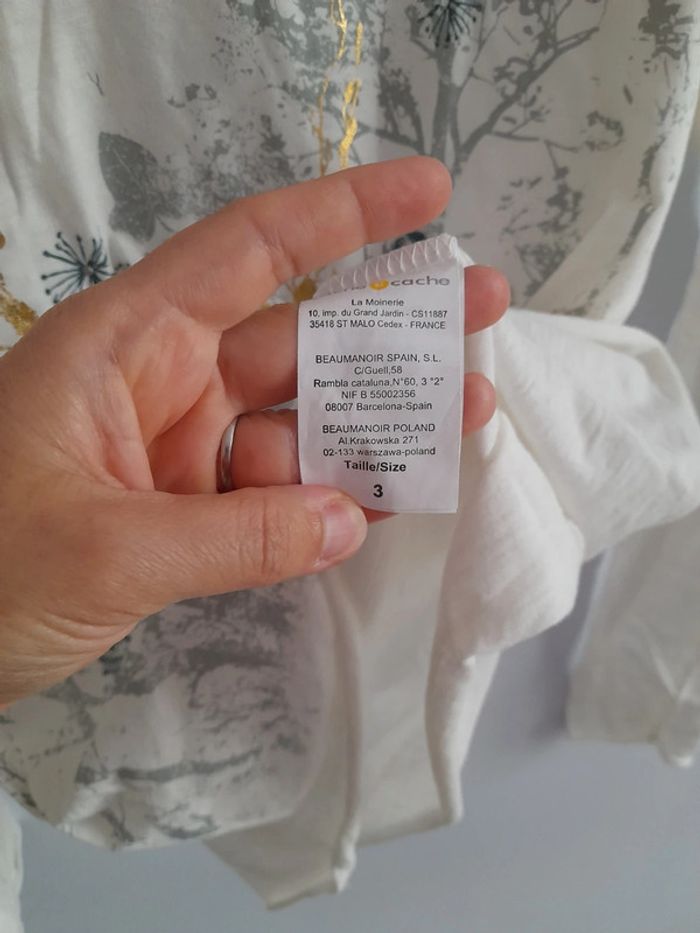 cache
La Moinerie
10, imp. du Grand Jardin - CS11887
35418 ST MALO Cedex - FRANCE
BEAUMANOIR SPAIN, S.L.
C/Guell,58
Rambla cataluna,N°60, 3 °2"
NIF B 55002356
08007 Barcelona-Spain
BEAUMANOIR POLAND
Al.Krakowska 271
02-133 warszawa-poland
Taille/Size
3